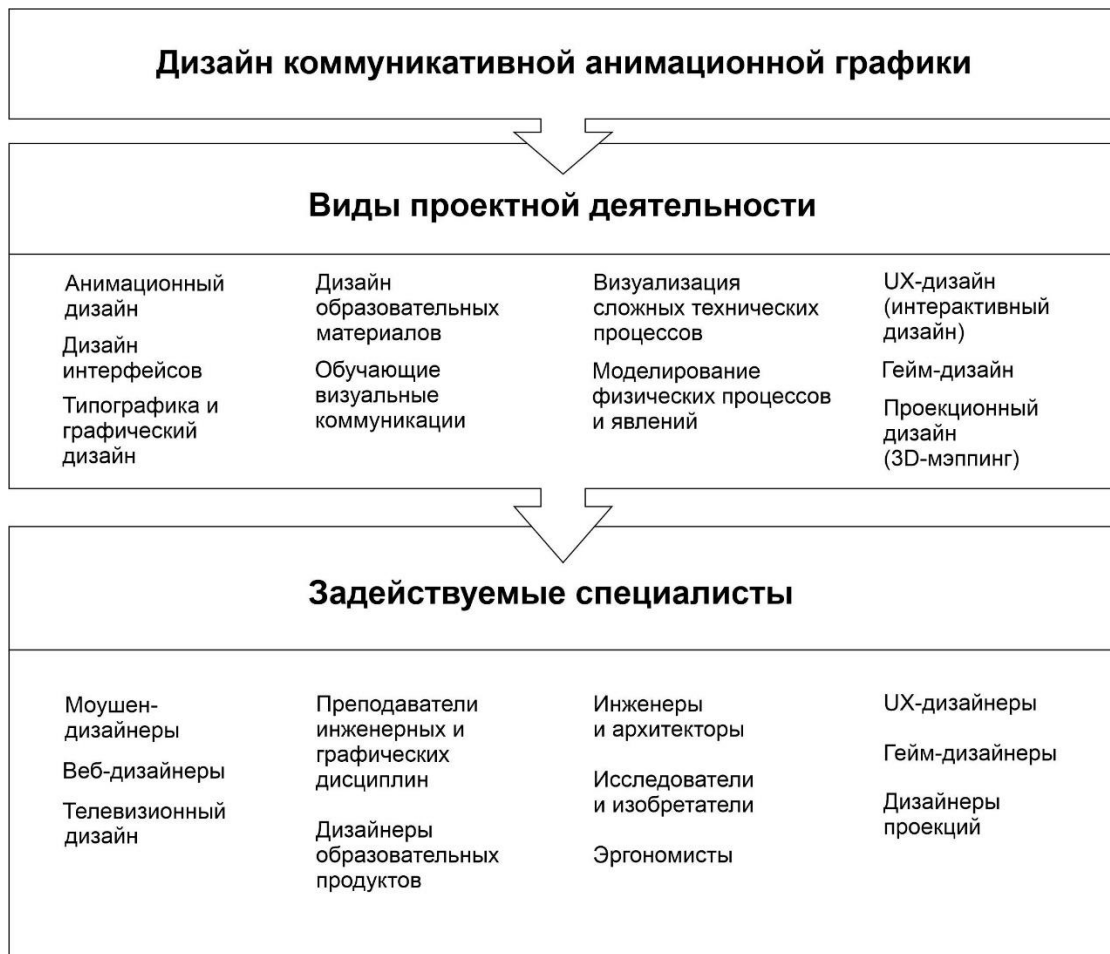 Дизайн коммуникативной анимационной графики
Виды проектной деятельности
Анимационный
дизайн
Дизайн
интерфейсов
Типографика и
графический
дизайн
Дизайн
образовательных
материалов
Обучающие
визуальные
коммуникации
Визуализация
сложных технических
процессов
Моделирование
физических процессов
и явлений
UX-дизайн
(интерактивный
дизайн)
Гейм-дизайн
Проекционный
дизайн
(3D-мэппинг)
Задействуемые специалисты
Моушен-
дизайнеры
Веб-дизайнеры
Телевизионный
дизайн
Преподаватели
инженерных и
графических
дисциплин
Дизайнеры
образовательных
продуктов
Инженеры
и архитекторы
Исследователи
и изобретатели
Эргономисты
UX-дизайнеры
Гейм-дизайнеры
Дизайнеры
проекций